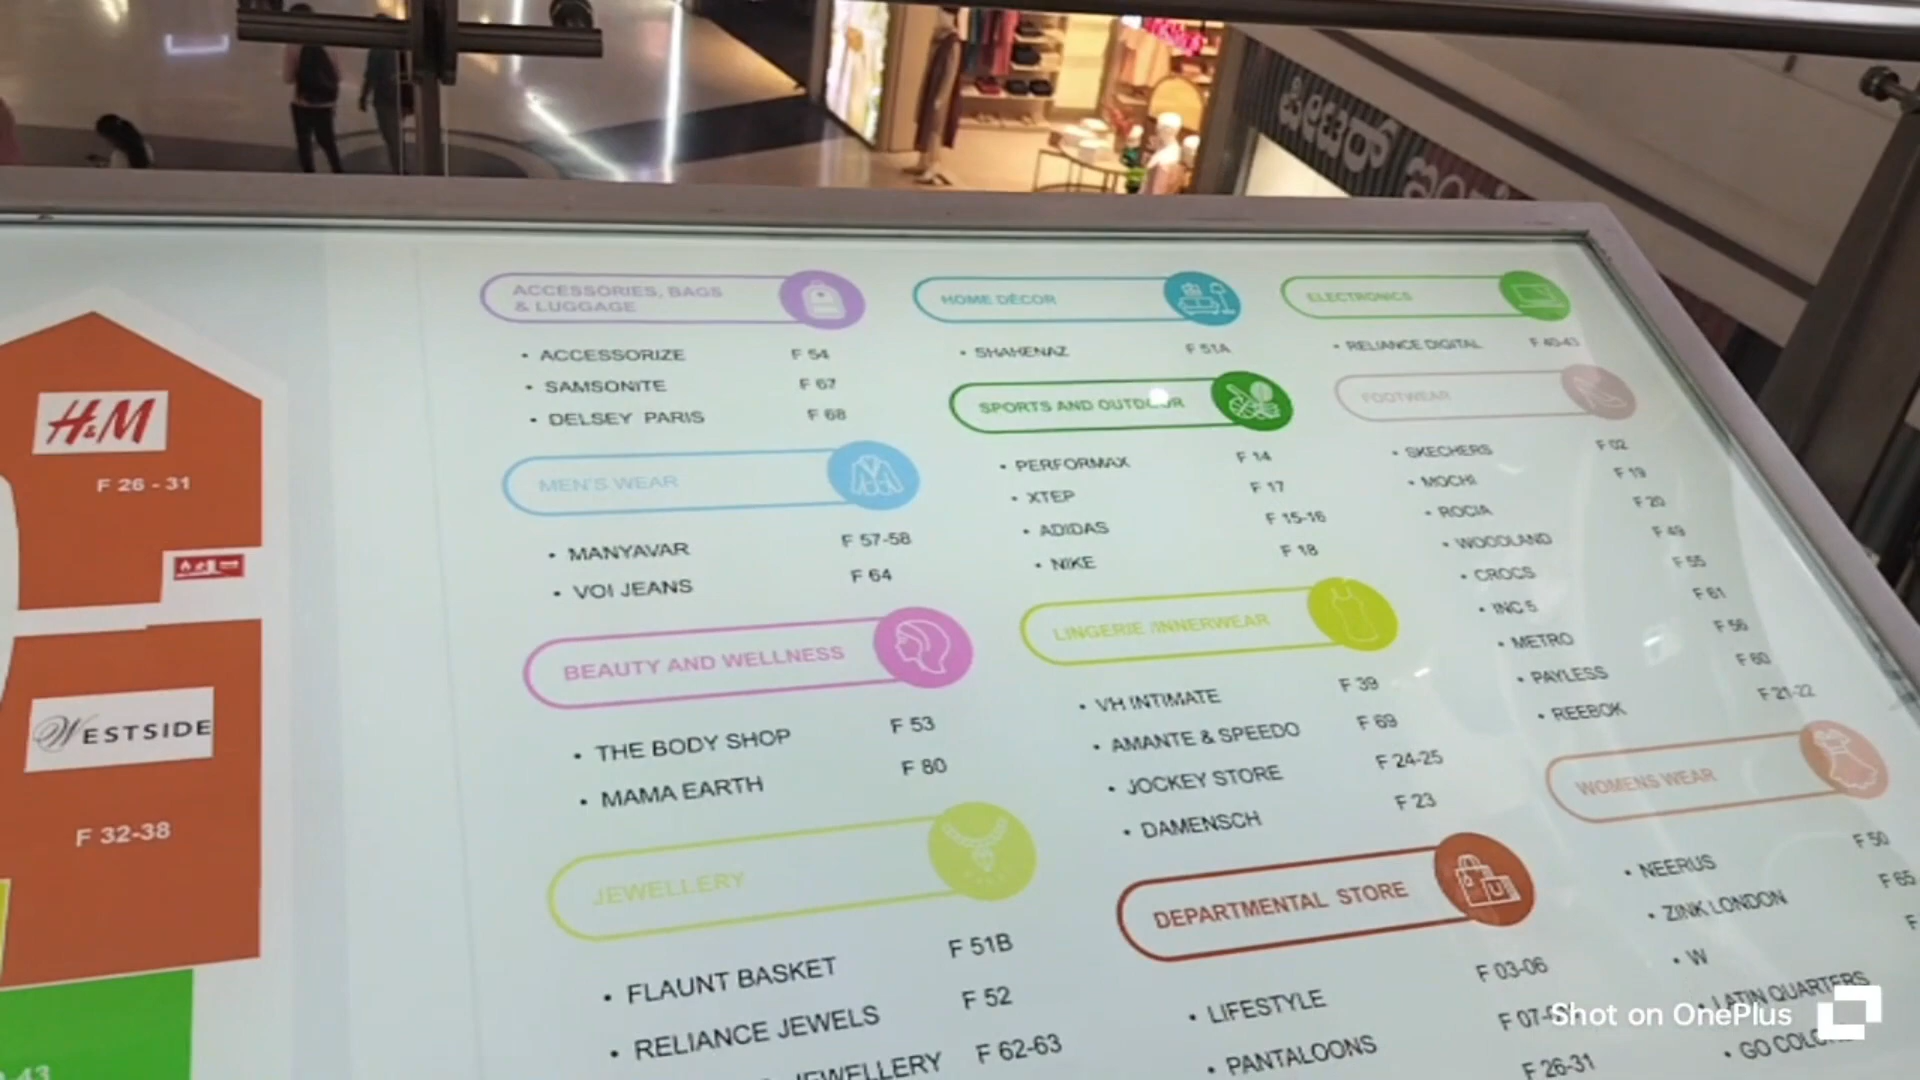 H&M
F 26 - 31
WESTSIDE
F 32-38
ACCESSORIES, BAGS
& LUGGAGE
• ACCESSORIZE F 54
• SAMSONITE F 67
• DELSEY PARIS F 68
MEN'S WEAR
• MANYAVAR F 57-58
• VOI JEANS F 64
BEAUTY AND WELLNESS
• THE BODY SHOP F 53
• MAMA EARTH F 80
JEWELLERY
• FLAUNT BASKET F 51B
• RELIANCE JEWELS F 52
JEWELLERY F 62-63
HOME DÉCOR
• SHAHENAZ F 51A
SPORTS AND OUTDOOR
• PERFORMAX F 14
• XTEP F 17
• ADIDAS F 15-16
• NIKE F 18
LINGERIE /INNERWEAR
• VH INTIMATE F 39
• AMANTE & SPEEDO F 69
• JOCKEY STORE F 24-25
• DAMENSCH F 23
DEPARTMENTAL STORE
• LIFESTYLE F 03-06
• PANTALOONS
F 26-31
ELECTRONICS
• RELIANCE DIGITAL F 40-43
FOOTWEAR
• SKECHERS F 02
• MOCHI F 19
• ROCIA F 20
• WOODLAND F 49
• CROCS F 55
• INC 5 F 61
• METRO F 56
• PAYLESS F 60
• REEBOK F 21-22
WOMENS WEAR
• NEERUS F 50
• ZINK LONDON F 65
• W
• LATIN QUARTERS
• GO
Shot on OnePlus